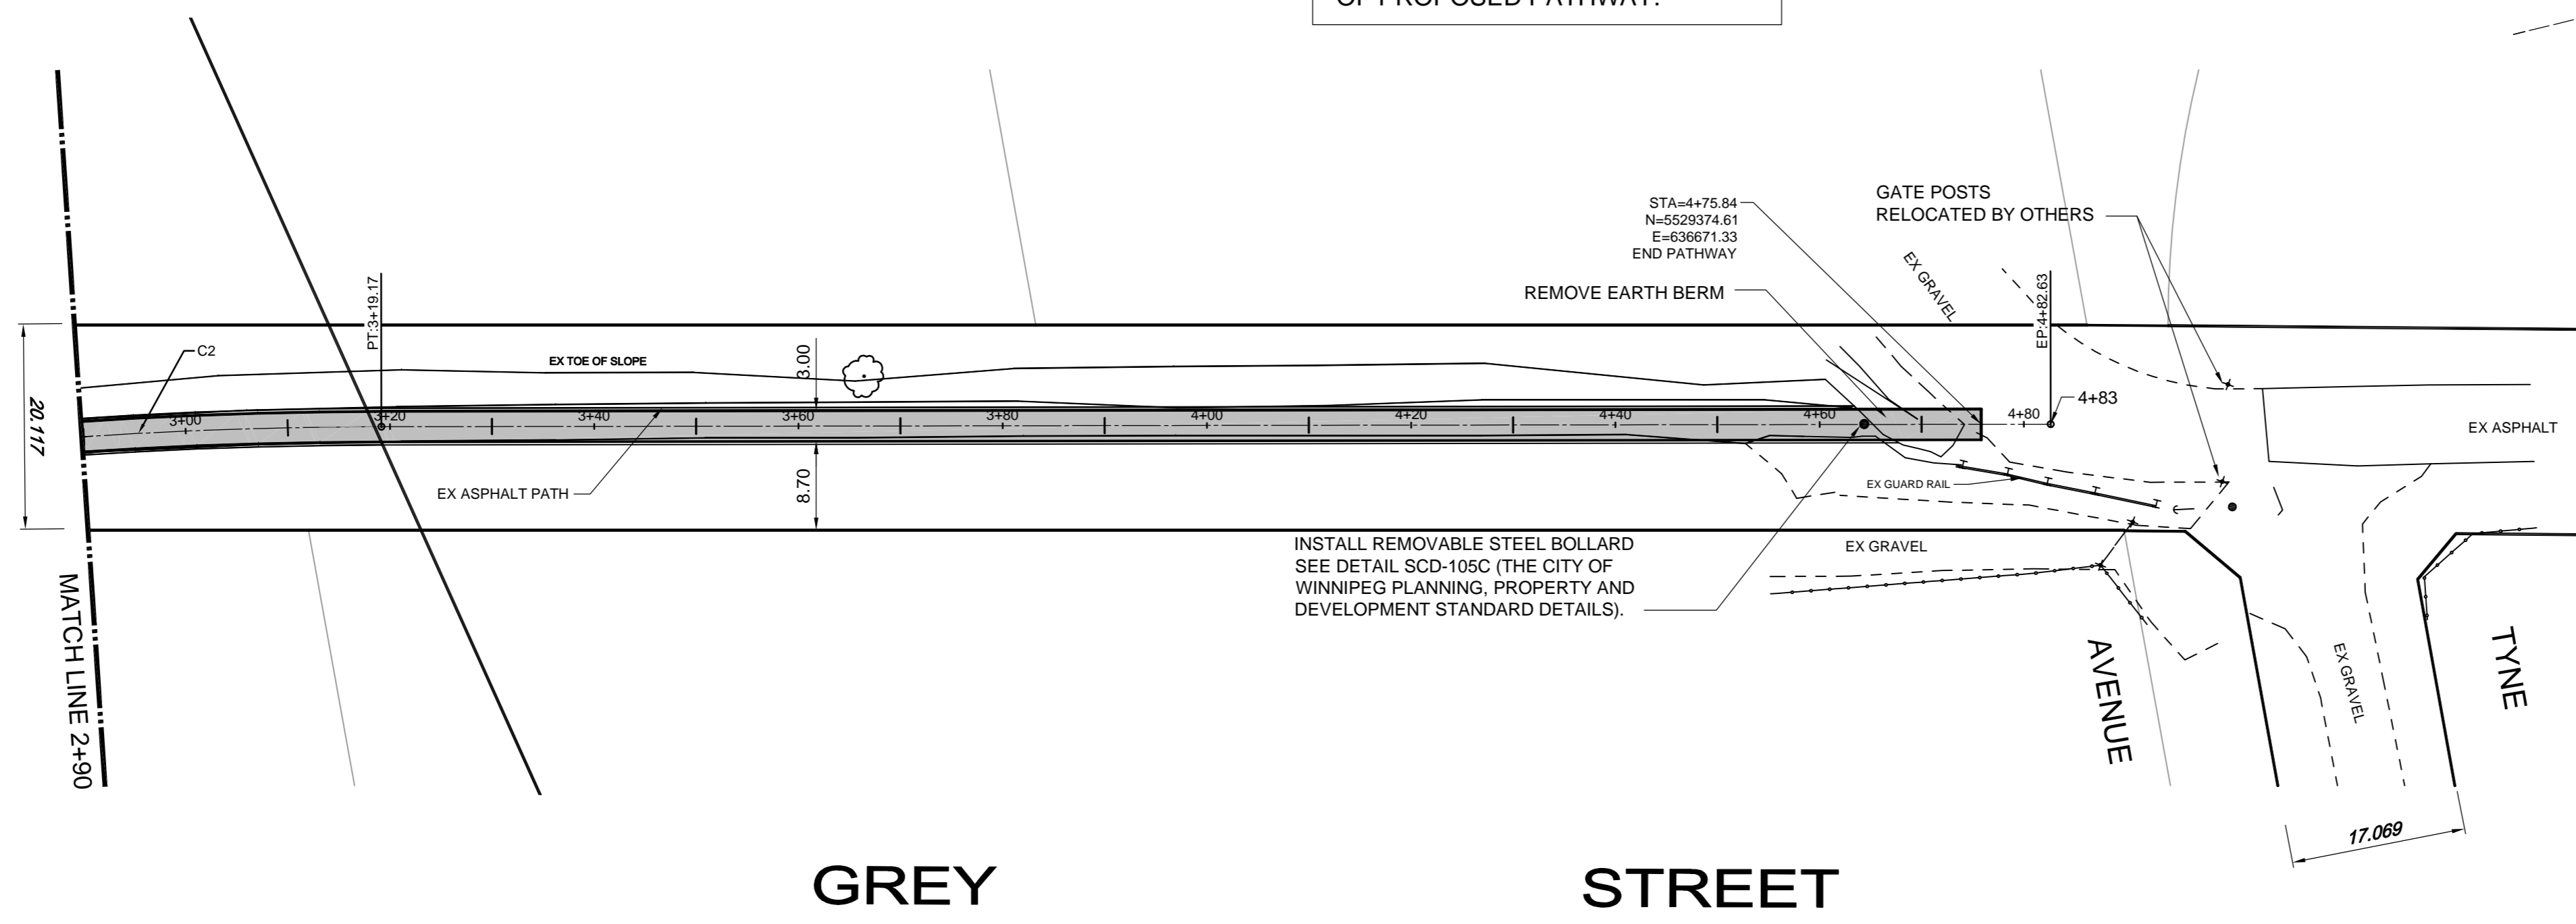 OF PROPOSED PATHWAY.
STA=4+75.84
N=5529374.61
E=636671.33
END PATHWAY
GATE POSTS
RELOCATED BY OTHERS
REMOVE EARTH BERM
EX GRAVEL
EP:4+82.63
PT:3+19.17
C2
EX TOE OF SLOPE
3.00
20.117
3+00
3+20
3+40
3+60
3+80
4+00
4+20
4+40
4+60
4+80
4+83
EX ASPHALT
EX ASPHALT PATH
8.70
EX GUARD RAIL
INSTALL REMOVABLE STEEL BOLLARD
SEE DETAIL SCD-105C (THE CITY OF
WINNIPEG PLANNING, PROPERTY AND
DEVELOPMENT STANDARD DETAILS).
EX GRAVEL
MATCH LINE 2+90
AVENUE
EX GRAVEL
TYNE
17.069
GREY
STREET